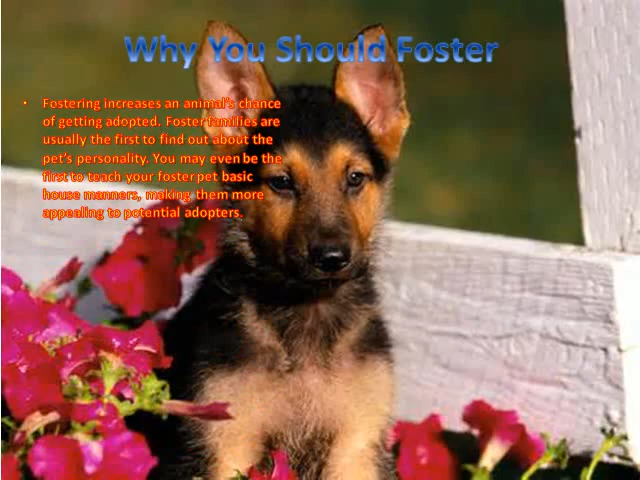 Why You Should Foster
• Fostering increases an animal's chance
of getting adopted. Foster families are
usually the first to find out about the
pet's personality. You may even be the
first to teach your foster pet basic
house manners, making them more
appealing to potential adopters.